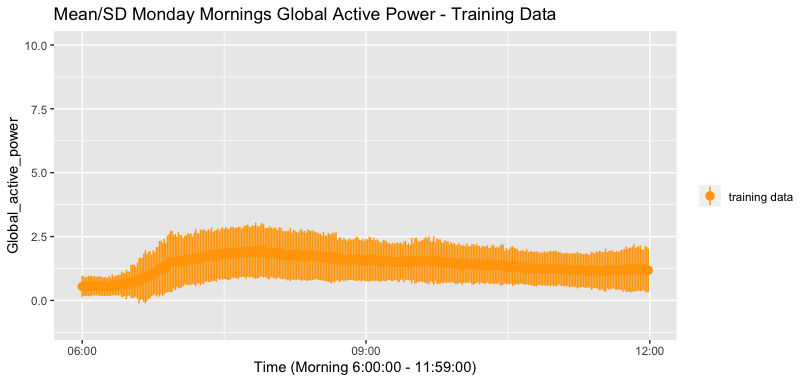 Mean/SD Monday Mornings Global Active Power - Training Data
10.0
7.5
5.0
2.5
0.0
Global_active_power
06:00 09:00 12:00
Time (Morning 6:00:00 - 11:59:00)
training data